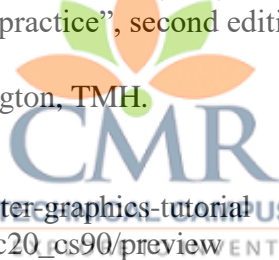 practice”, second editi
gton, TMH.
CMR
ter-graphics-tutorial
c20_cs90/preview